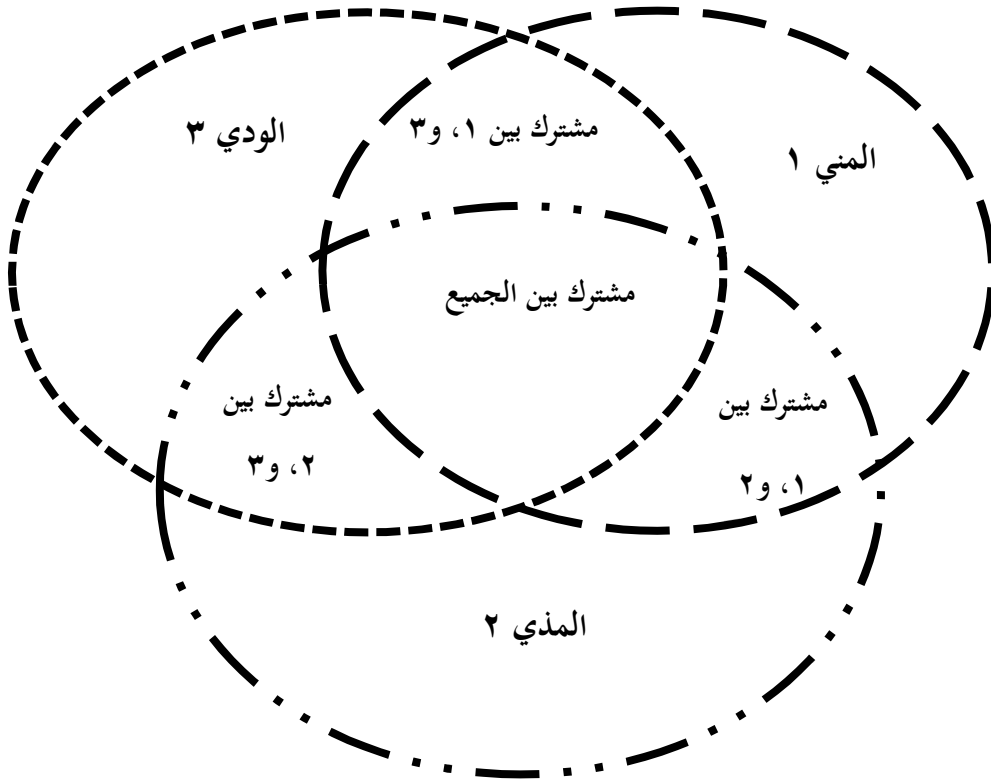 مشترك بين ١، و٣
الودي ٣
المني ١
مشترك بين الجميع
مشترك بين
١، و٢
مشترك بين
٢، و٣
المذي ٢